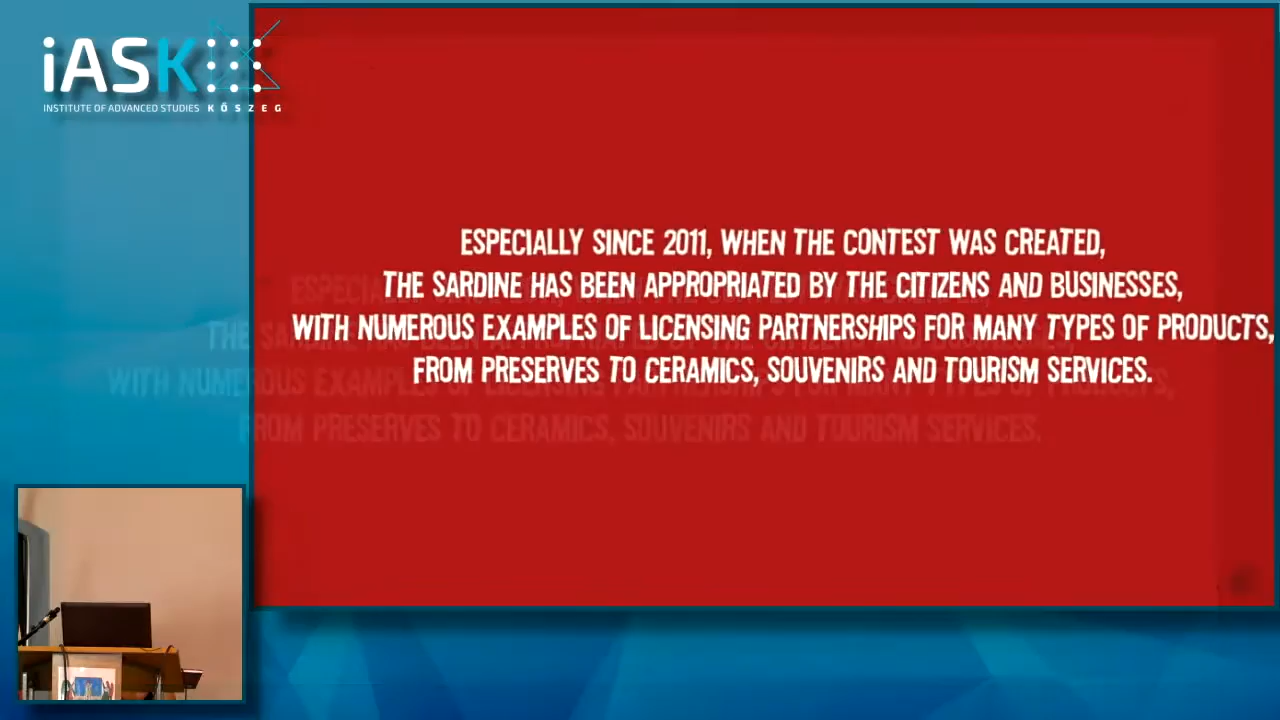 iASK
INSTITUTE OF ADVANCED STUDIES KŐSZEG
ESPECIALLY SINCE 2011, WHEN THE CONTEST WAS CREATED,
THE SARDINE HAS BEEN APPROPRIATED BY THE CITIZENS AND BUSINESSES,
WITH NUMEROUS EXAMPLES OF LICENSING PARTNERSHIPS FOR MANY TYPES OF PRODUCTS,
FROM PRESERVES TO CERAMICS, SOUVENIRS AND TOURISM SERVICES.